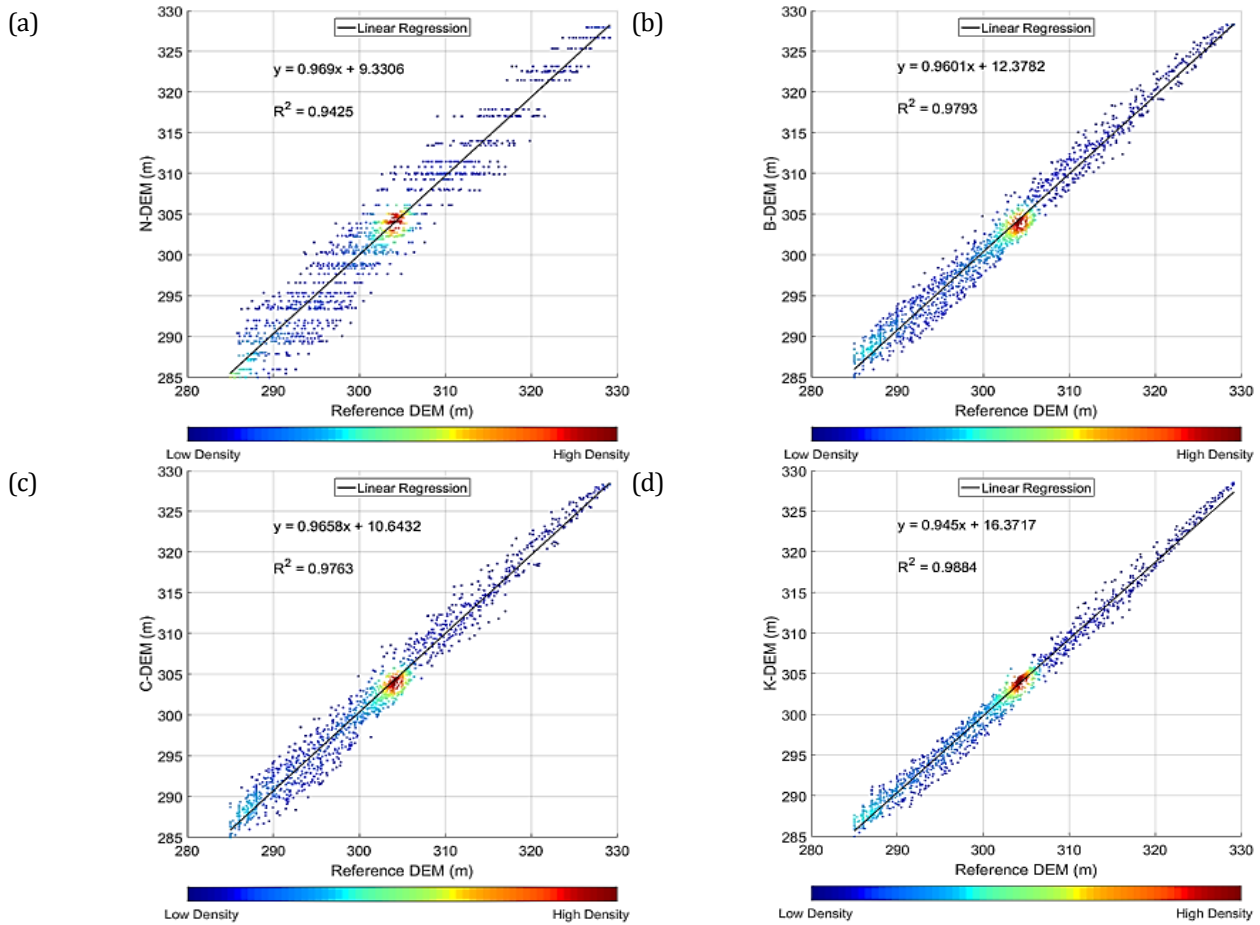 (a)
330
325
320
315
310
305
300
295
290
285
N-DEM (m)
Linear Regression
y = 0.969x + 9.3306
R² = 0.9425
280 290 300 310 320 330
Reference DEM (m)
Low Density High Density
(b)
330
325
320
315
310
305
300
295
290
285
B-DEM (m)
Linear Regression
y = 0.9601x + 12.3782
R² = 0.9793
280 290 300 310 320 330
Reference DEM (m)
Low Density High Density
(c)
330
325
320
315
310
305
300
295
290
285
C-DEM (m)
Linear Regression
y = 0.9658x + 10.6432
R² = 0.9763
280 290 300 310 320 330
Reference DEM (m)
Low Density High Density
(d)
330
325
320
315
310
305
300
295
290
285
K-DEM (m)
Linear Regression
y = 0.945x + 16.3717
R² = 0.9884
280 290 300 310 320 330
Reference DEM (m)
Low Density High Density